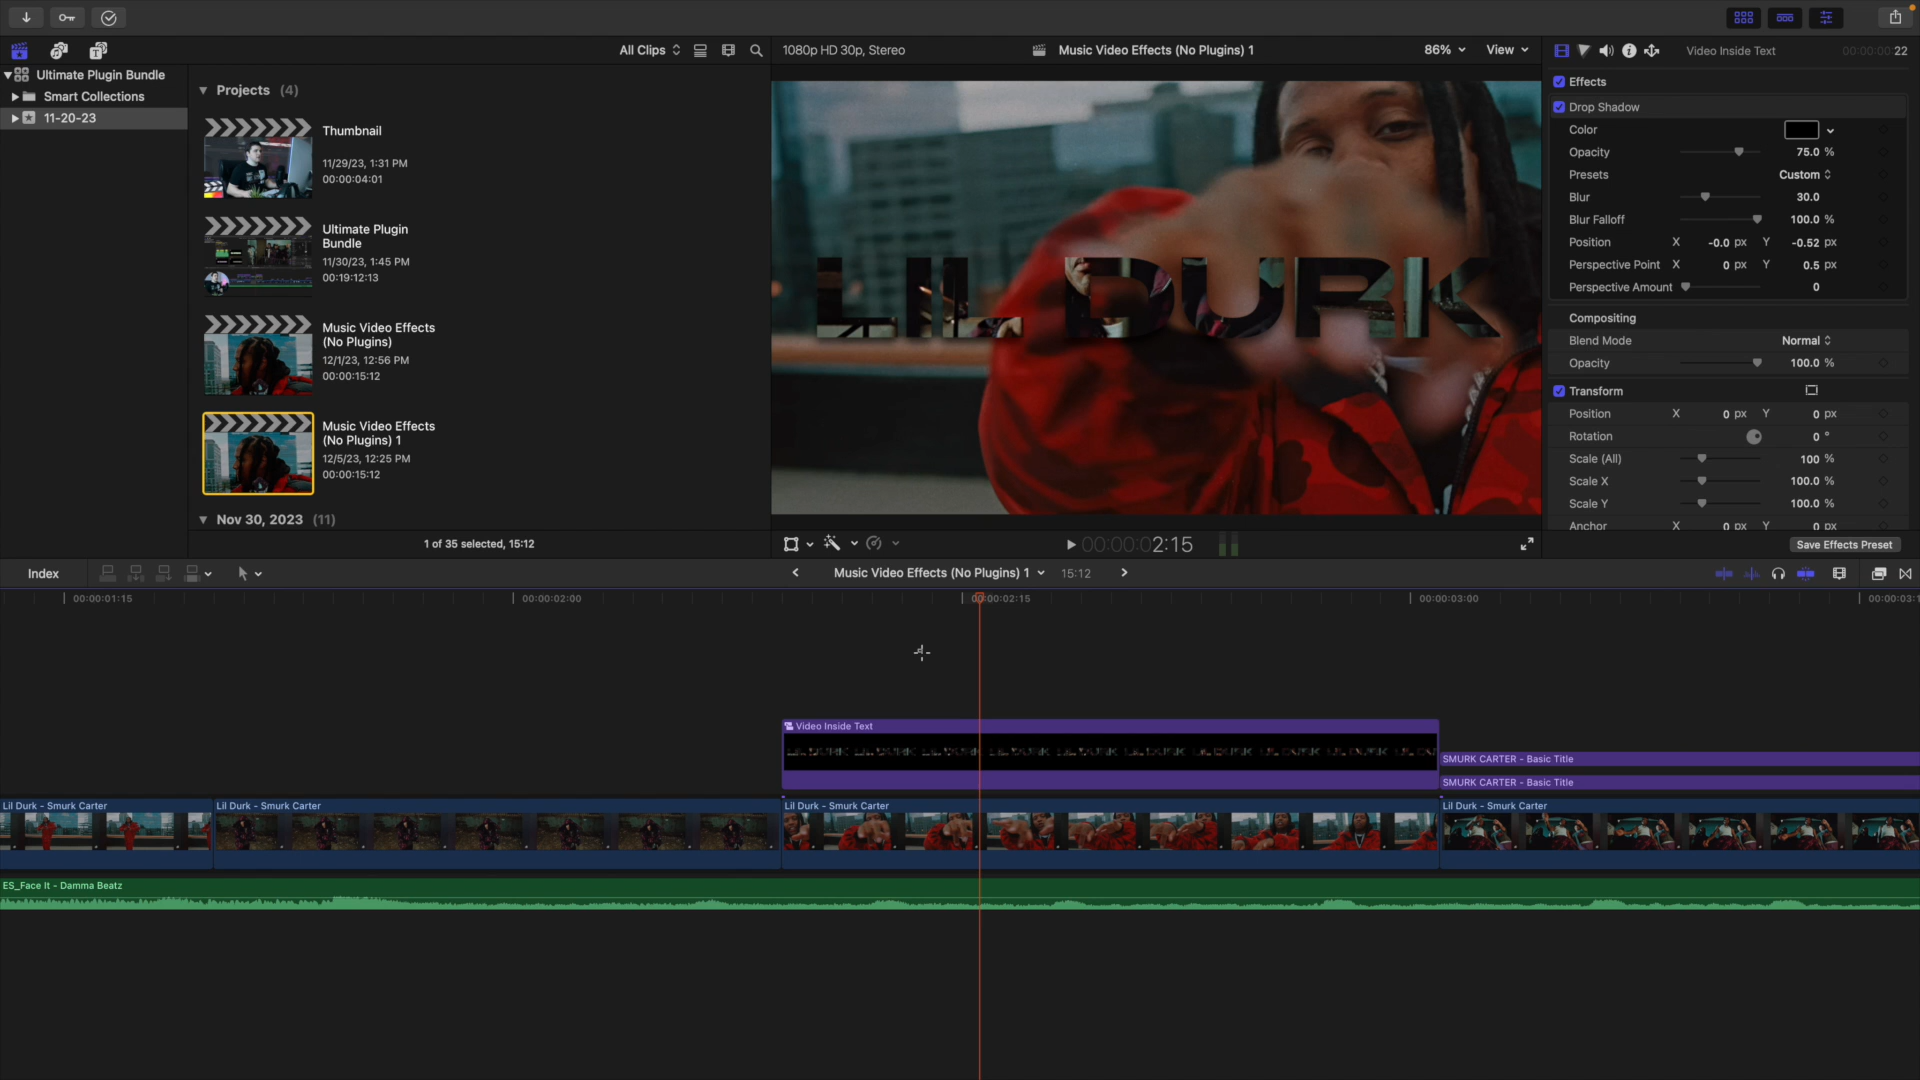 All Clips
1080p HD 30p, Stereo
Music Video Effects (No Plugins) 1
86%
View
Video Inside Text
00:00:00:22
Ultimate Plugin Bundle
Smart Collections
11-20-23
Projects (4)
Thumbnail
11/29/23, 1:31 PM
00:00:04:01
Ultimate Plugin
Bundle
11/30/23, 1:45 PM
00:19:12:13
Music Video Effects
(No Plugins)
12/1/23, 12:56 PM
00:00:15:12
Music Video Effects
(No Plugins) 1
12/5/23, 12:25 PM
00:00:15:12
Nov 30, 2023 (11)
1 of 35 selected, 15:12
LIL DURK
00:00:02:15
Effects
Drop Shadow
Color
Opacity 75.0 %
Presets Custom
Blur 30.0
Blur Falloff 100.0 %
Position X -0.0 px Y -0.52 px
Perspective Point X 0 px Y 0.5 px
Perspective Amount 0
Compositing
Blend Mode Normal
Opacity 100.0 %
Transform
Position X 0 px Y 0 px
Rotation 0 °
Scale (All) 100 %
Scale X 100.0 %
Scale Y 100.0 %
Anchor X 0 px Y 0 px
Save Effects Preset
Index
Music Video Effects (No Plugins) 1
15:12
00:00:01:15
00:00:02:00
00:00:02:15
00:00:03:00
00:00:03:1
Video Inside Text
SMURK CARTER - Basic Title
SMURK CARTER - Basic Title
Lil Durk - Smurk Carter
Lil Durk - Smurk Carter
Lil Durk - Smurk Carter
Lil Durk - Smurk Carter
ES_Face It - Damma Beatz